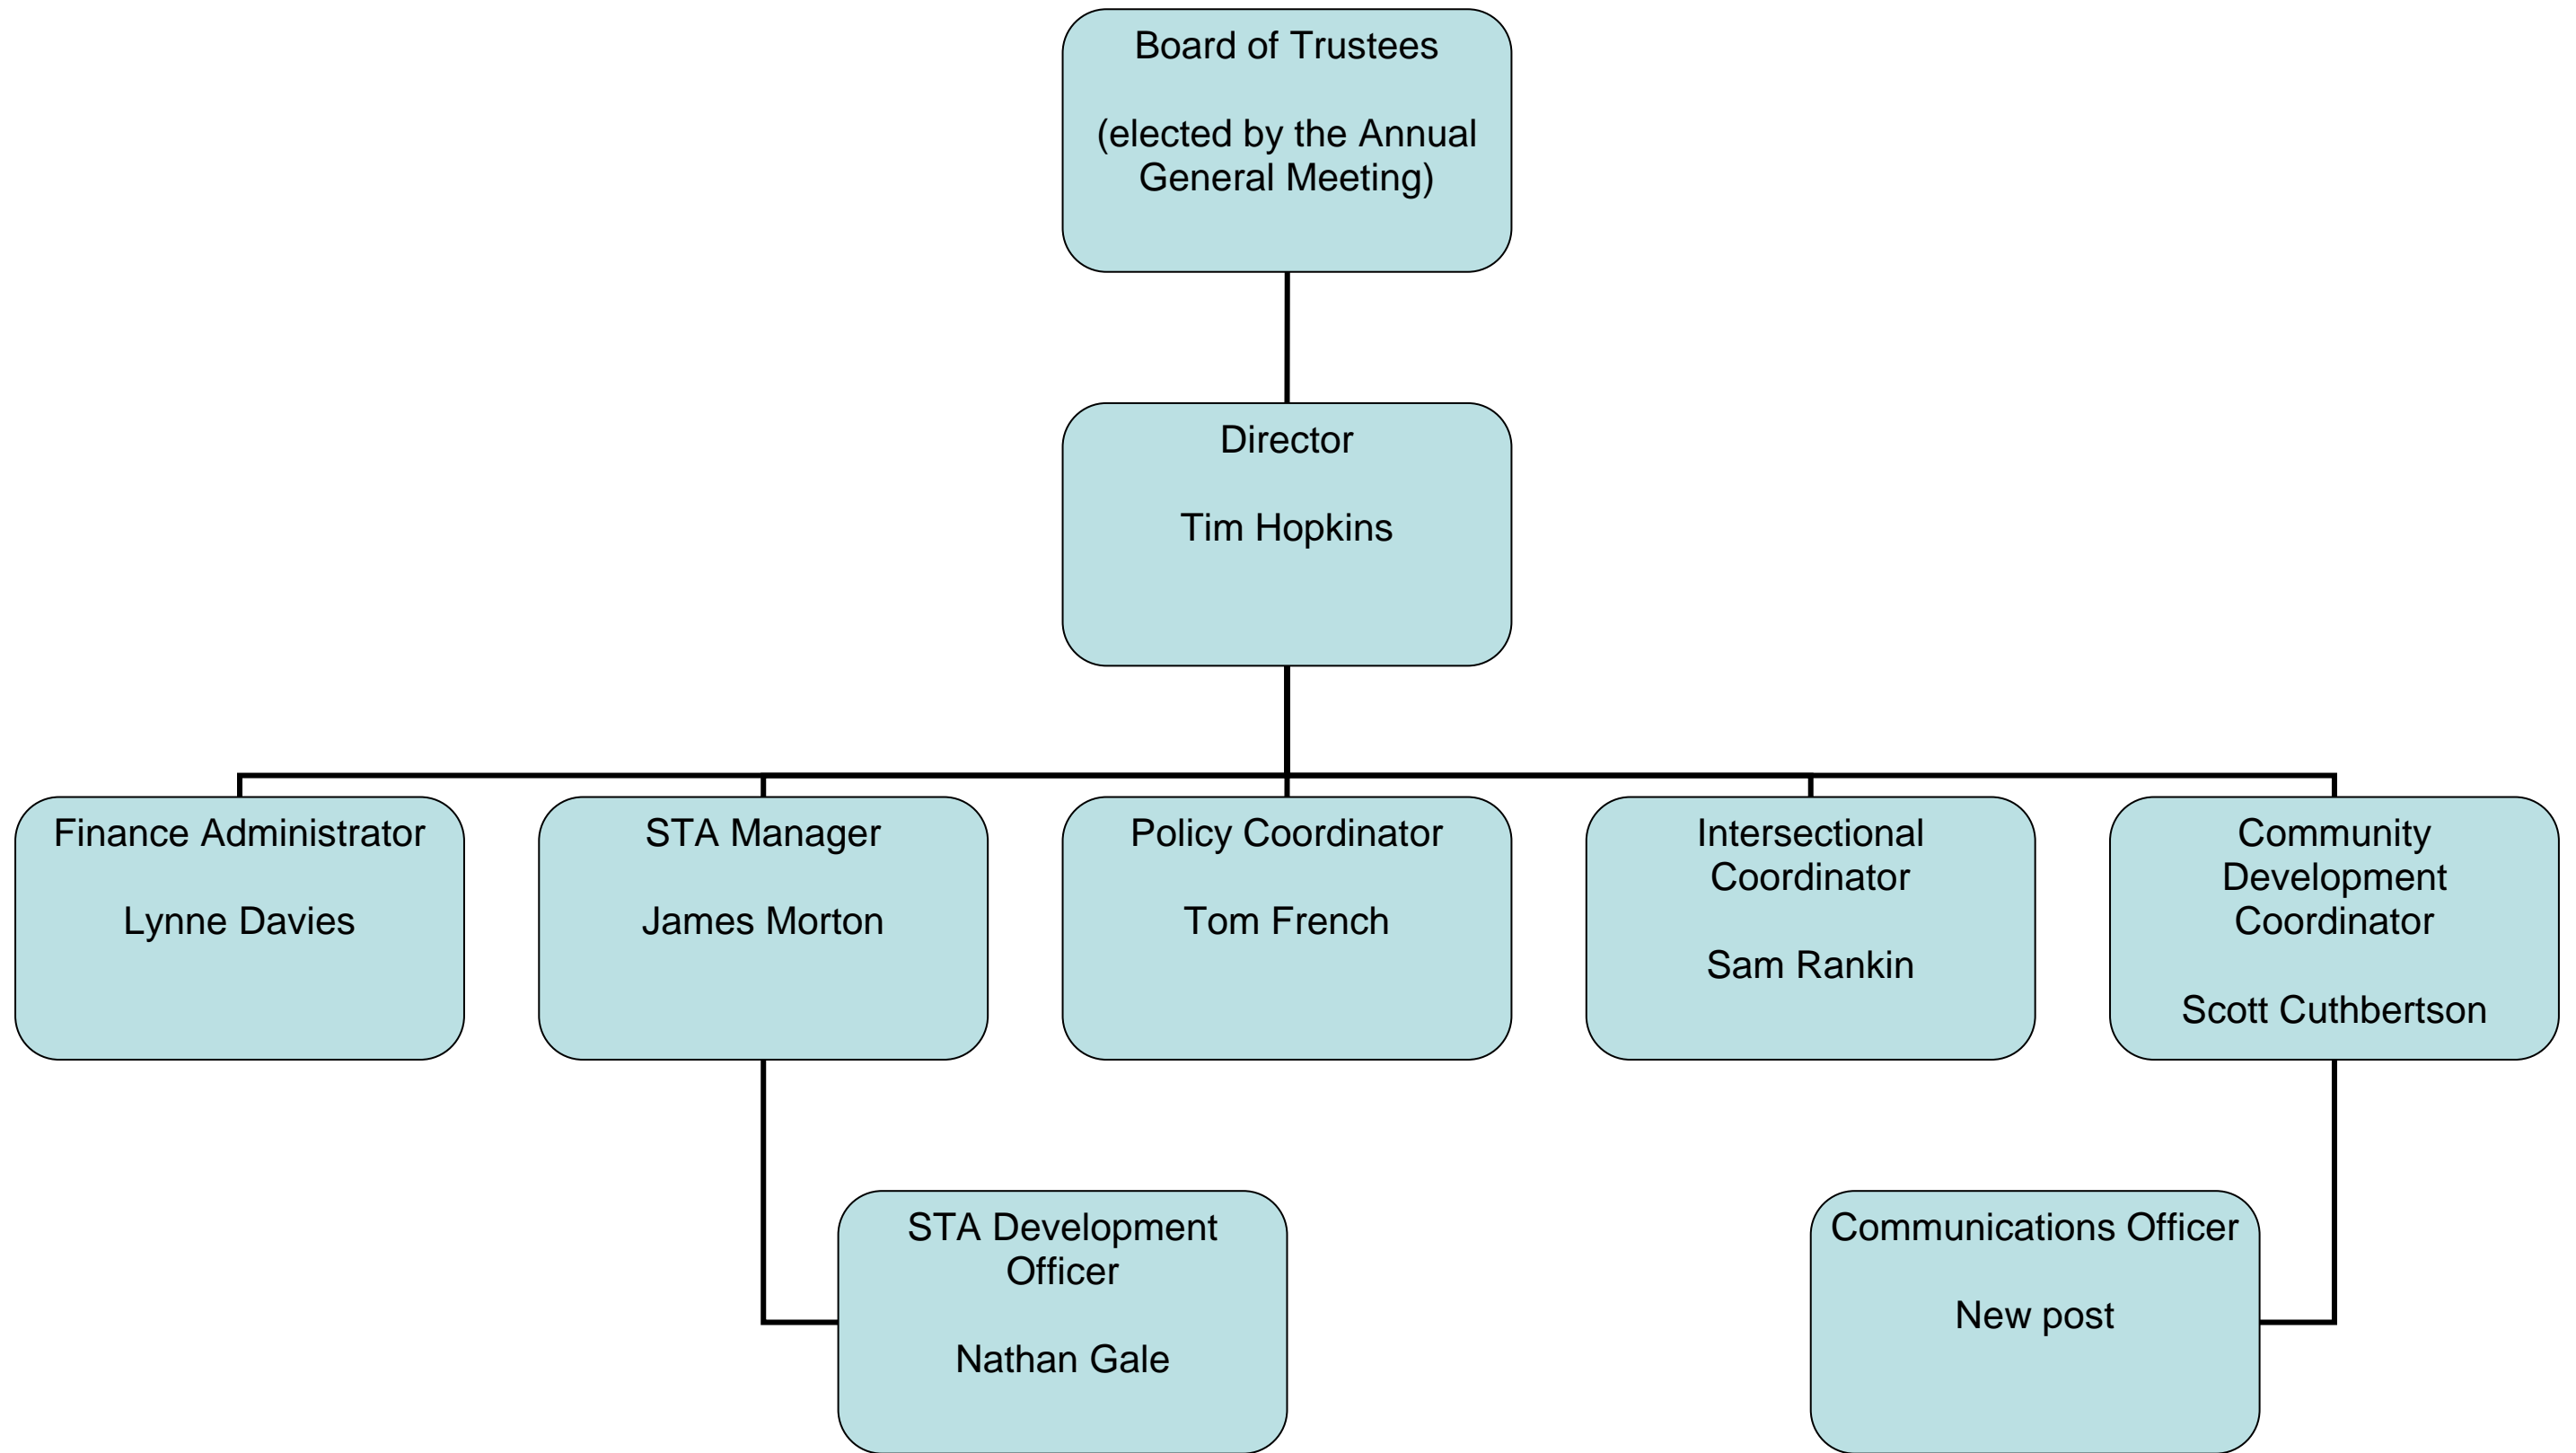 Board of Trustees
(elected by the Annual
General Meeting)
Director
Tim Hopkins
Finance Administrator
Lynne Davies
STA Manager
James Morton
Policy Coordinator
Tom French
Intersectional
Coordinator
Sam Rankin
Community
Development
Coordinator
Scott Cuthbertson
STA Development
Officer
Nathan Gale
Communications Officer
New post